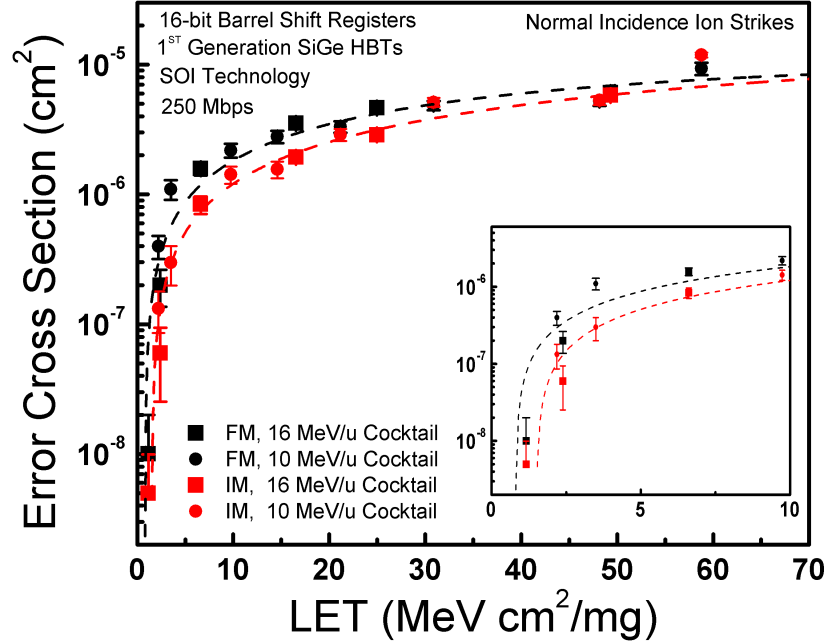 16-bit Barrel Shift Registers
Normal Incidence Ion Strikes
1ST Generation SiGe HBTs
SOI Technology
250 Mbps
Error Cross Section (cm2)
10-5
10-6
10-7
10-8
FM, 16 MeV/u Cocktail
FM, 10 MeV/u Cocktail
IM, 16 MeV/u Cocktail
IM, 10 MeV/u Cocktail
10-6
10-7
10-8
0 5 10
0 10 20 30 40 50 60 70
LET (MeV cm2/mg)